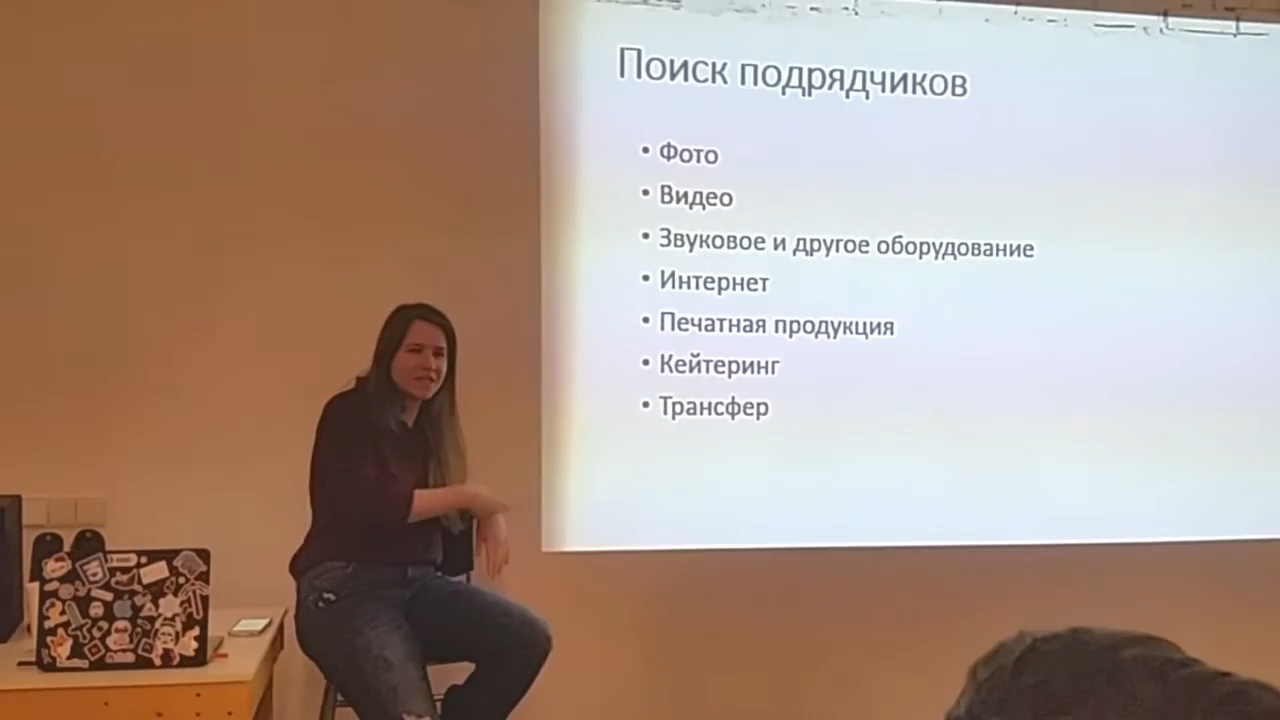 Поиск подрядчиков
• Фото
• Видео
• Звуковое и другое оборудование
• Интернет
• Печатная продукция
• Кейтеринг
• Трансфер